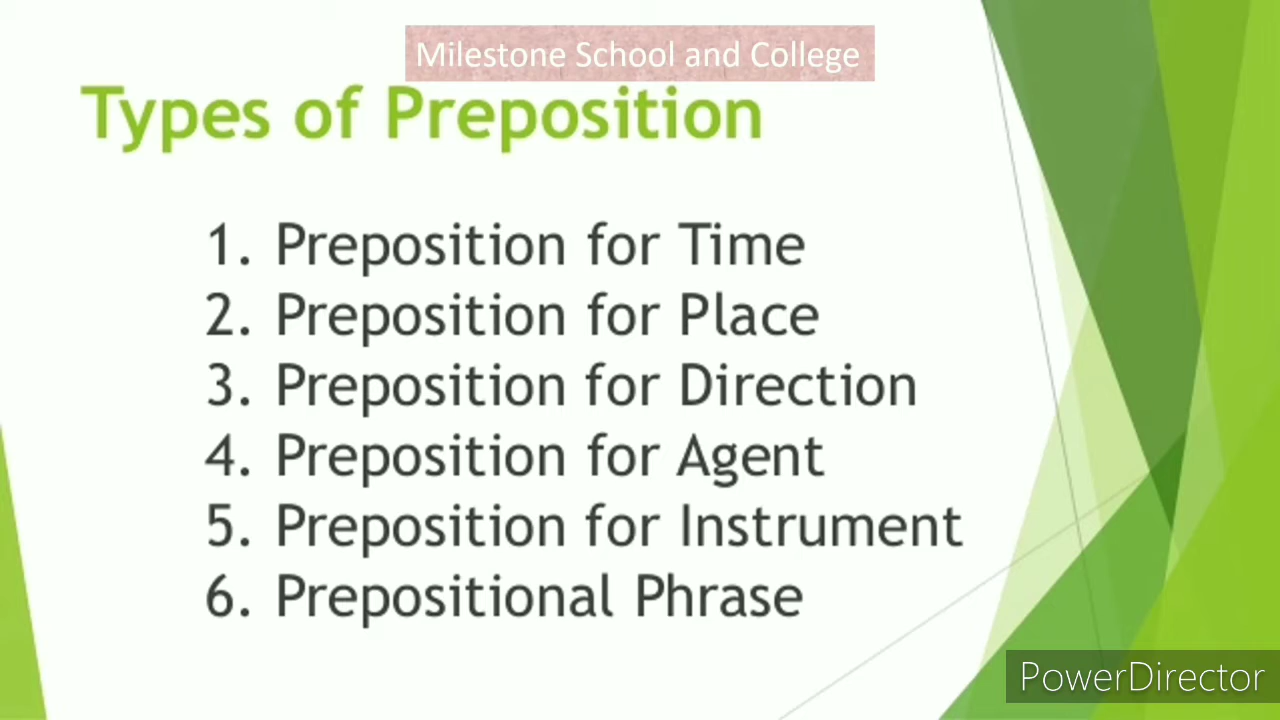 Milestone School and College
Types of Preposition
1. Preposition for Time
2. Preposition for Place
3. Preposition for Direction
4. Preposition for Agent
5. Preposition for Instrument
6. Prepositional Phrase
PowerDirector